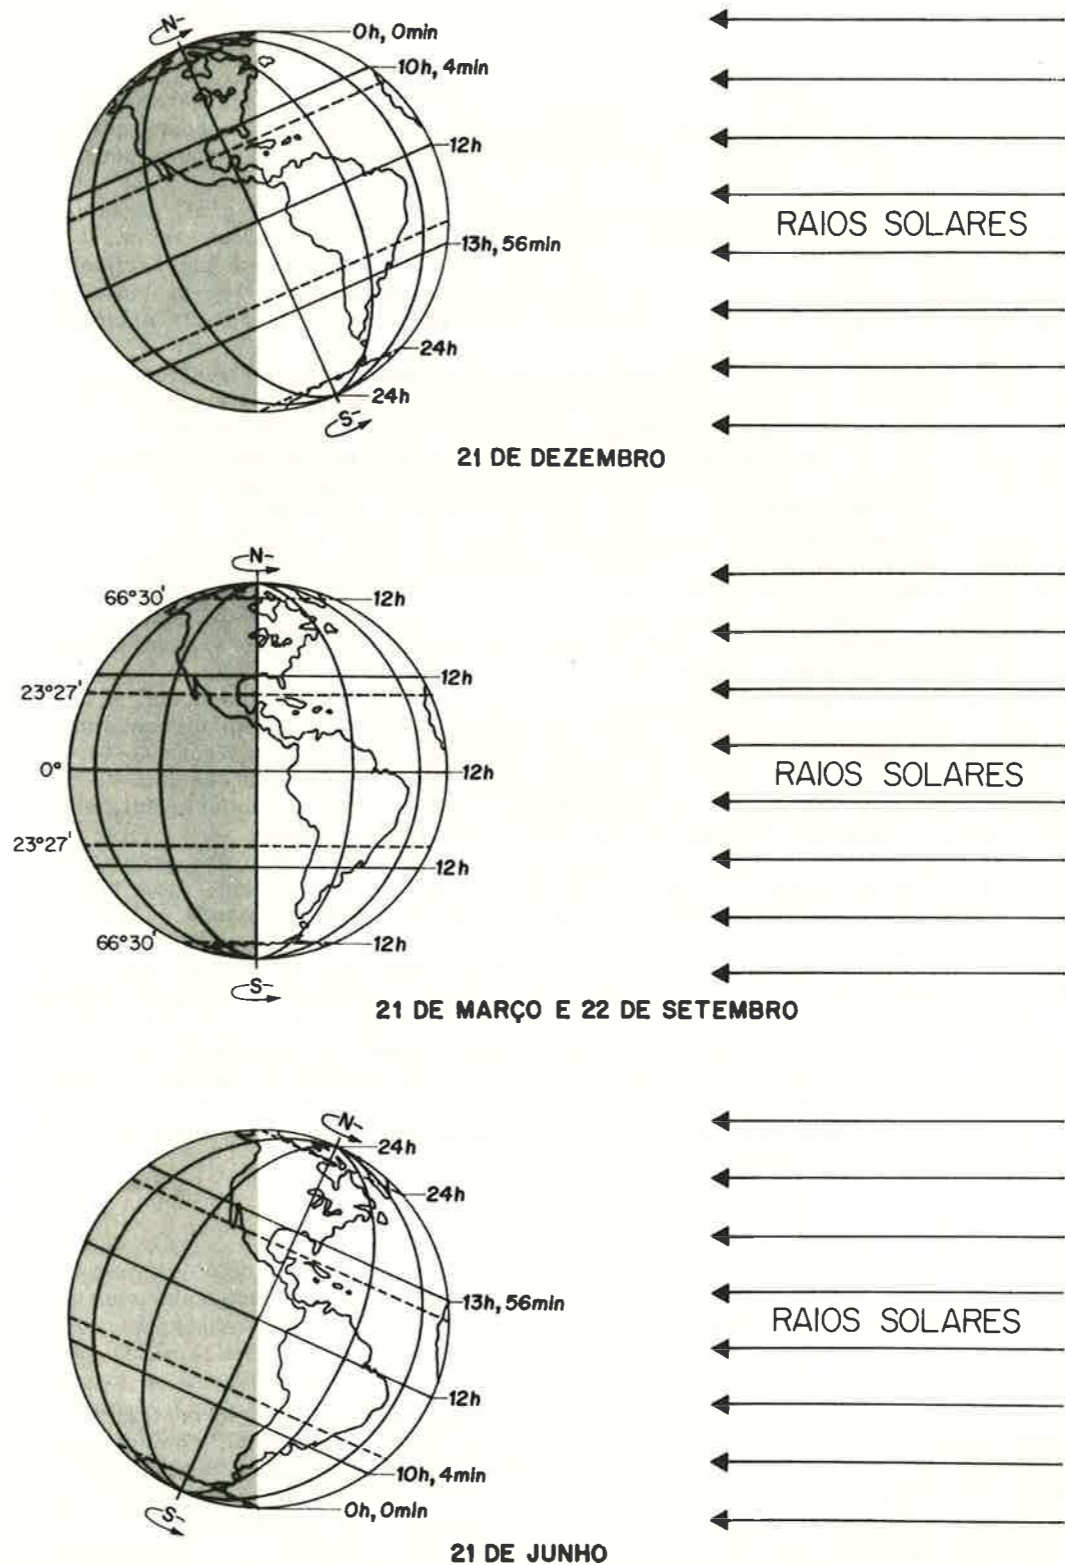 N-
0h, 0min
10h, 4min
12h
RAIOS SOLARES
13h, 56min
24h
24h
S-
21 DE DEZEMBRO
N-
66°30'
12h
12h
23°27'
0°
12h
RAIOS SOLARES
23°27'
12h
66°30'
12h
S
21 DE MARÇO E 22 DE SETEMBRO
N-
24h
24h
13h, 56min
RAIOS SOLARES
12h
10h, 4min
S-
0h, 0min
21 DE JUNHO